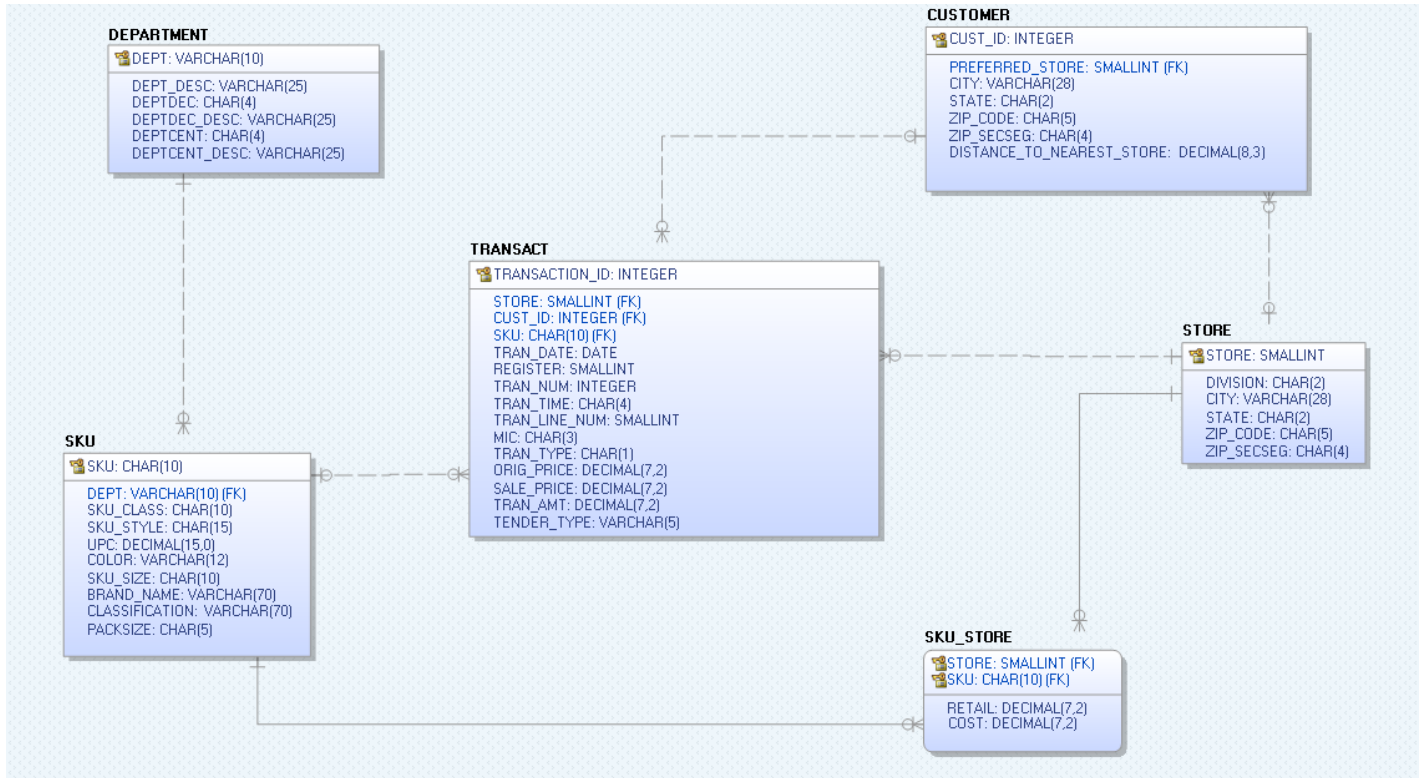 DEPARTMENT
DEPT: VARCHAR(10)
DEPT_DESC: VARCHAR(25)
DEPTDEC: CHAR(4)
DEPTDEC_DESC: VARCHAR(25)
DEPTCENT: CHAR(4)
DEPTCENT_DESC: VARCHAR(25)
CUSTOMER
CUST_ID: INTEGER
PREFERRED_STORE: SMALLINT (FK)
CITY: VARCHAR(28)
STATE: CHAR(2)
ZIP_CODE: CHAR(5)
ZIP_SECSEG: CHAR(4)
DISTANCE_TO_NEAREST_STORE: DECIMAL(8,3)
TRANSACT
TRANSACTION_ID: INTEGER
STORE: SMALLINT (FK)
CUST_ID: INTEGER (FK)
SKU: CHAR(10) (FK)
TRAN_DATE: DATE
REGISTER: SMALLINT
TRAN_NUM: INTEGER
TRAN_TIME: CHAR(4)
TRAN_LINE_NUM: SMALLINT
MIC: CHAR(3)
TRAN_TYPE: CHAR(1)
ORIG_PRICE: DECIMAL(7,2)
SALE_PRICE: DECIMAL(7,2)
TRAN_AMT: DECIMAL(7,2)
TENDER_TYPE: VARCHAR(5)
STORE
STORE: SMALLINT
DIVISION: CHAR(2)
CITY: VARCHAR(28)
STATE: CHAR(2)
ZIP_CODE: CHAR(5)
ZIP_SECSEG: CHAR(4)
SKU
SKU: CHAR(10)
DEPT: VARCHAR(10) (FK)
SKU_CLASS: CHAR(10)
SKU_STYLE: CHAR(15)
UPC: DECIMAL(15,0)
COLOR: VARCHAR(12)
SKU_SIZE: CHAR(10)
BRAND_NAME: VARCHAR(70)
CLASSIFICATION: VARCHAR(70)
PACKSIZE: CHAR(5)
SKU_STORE
STORE: SMALLINT (FK)
SKU: CHAR(10) (FK)
RETAIL: DECIMAL(7,2)
COST: DECIMAL(7,2)